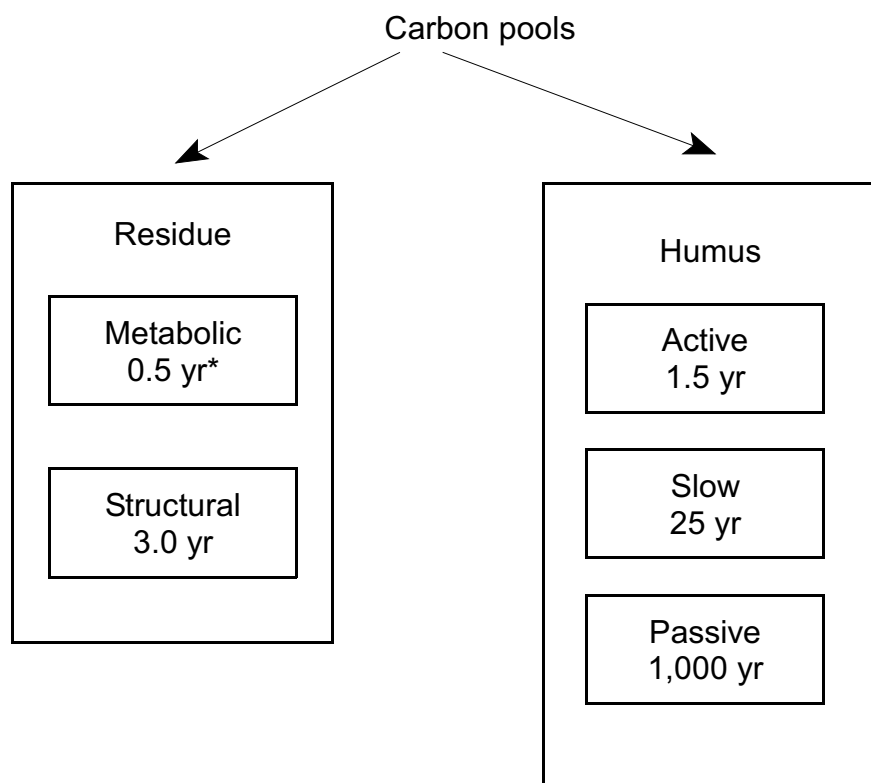 Carbon pools
Residue
Metabolic
0.5 yr*
Structural
3.0 yr
Humus
Active
1.5 yr
Slow
25 yr
Passive
1,000 yr